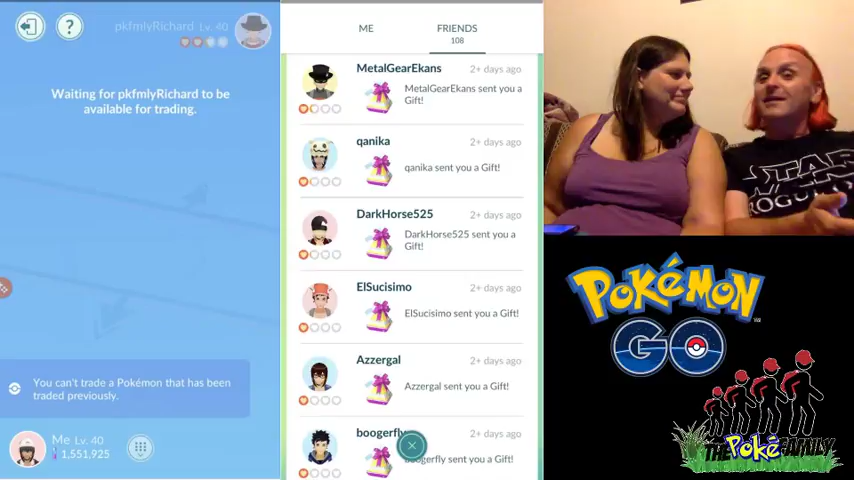 pkfmlyRichard Lv. 40
Waiting for pkfmlyRichard to be
available for trading.
You can't trade a Pokémon that has been
traded previously.
Me Lv. 40
1,551,925
ME
FRIENDS
108
MetalGearEkans
2+ days ago
MetalGearEkans sent you a
Gift!
qanika
2+ days ago
qanika sent you a Gift!
DarkHorse525
2+ days ago
DarkHorse525 sent you a
Gift!
ElSucisimo
2+ days ago
ElSucisimo sent you a Gift!
Azzergal
2+ days ago
Azzergal sent you a Gift!
boogerfly
2+ days ago
boogerfly sent you a Gift!
STAR
POKÉMON
GO
THE POKÉ FAMILY